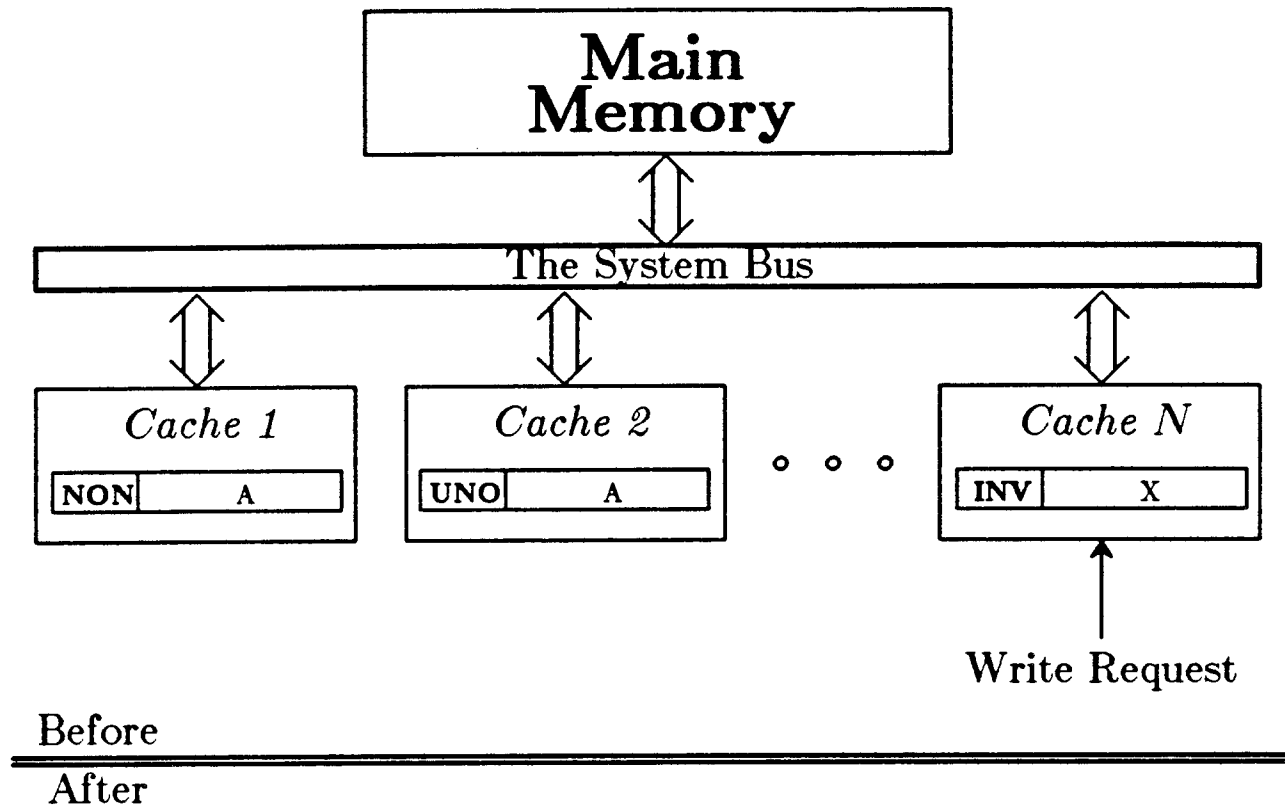 Main
Memory
The System Bus
Cache 1
Cache 2
Cache N
NON A
UNO A
INV X
Write Request
Before
After